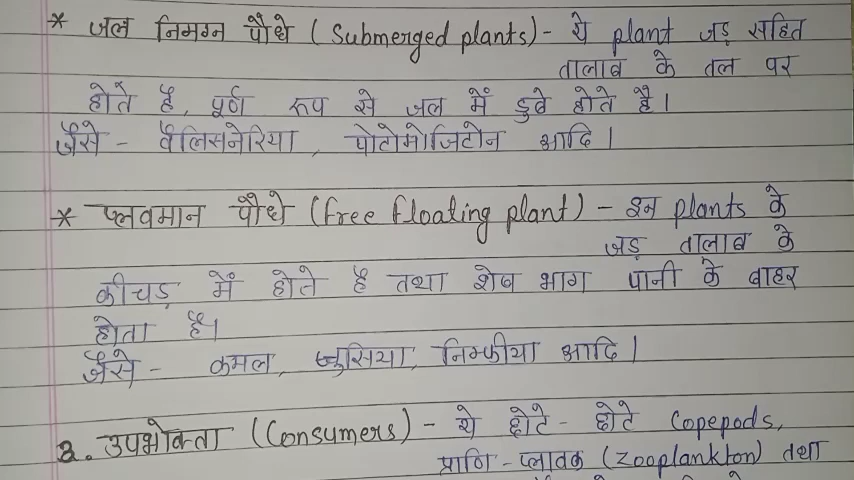 * जल निमग्न पौधे (Submerged plants) - ये plant जड़ सहित
तालाब के तल पर
होते है, पूर्ण रूप से जल में डुबे होते है।
जैसे - वैलिसनेरिया, पोटोमोजिटोन आदि।
* प्लवमान पौधे (free floating plant) - इन plants के
जड़ तालाब के
कीचड़ में होते है तथा शेष भाग पानी के बाहर
होता है।
जैसे - कमल, ज्युसिया, निम्फीया आदि।
2. उपभोक्ता (Consumers) - ये छोटे - छोटे Copepods,
प्राणि - प्लावक (Zooplankton) तथा